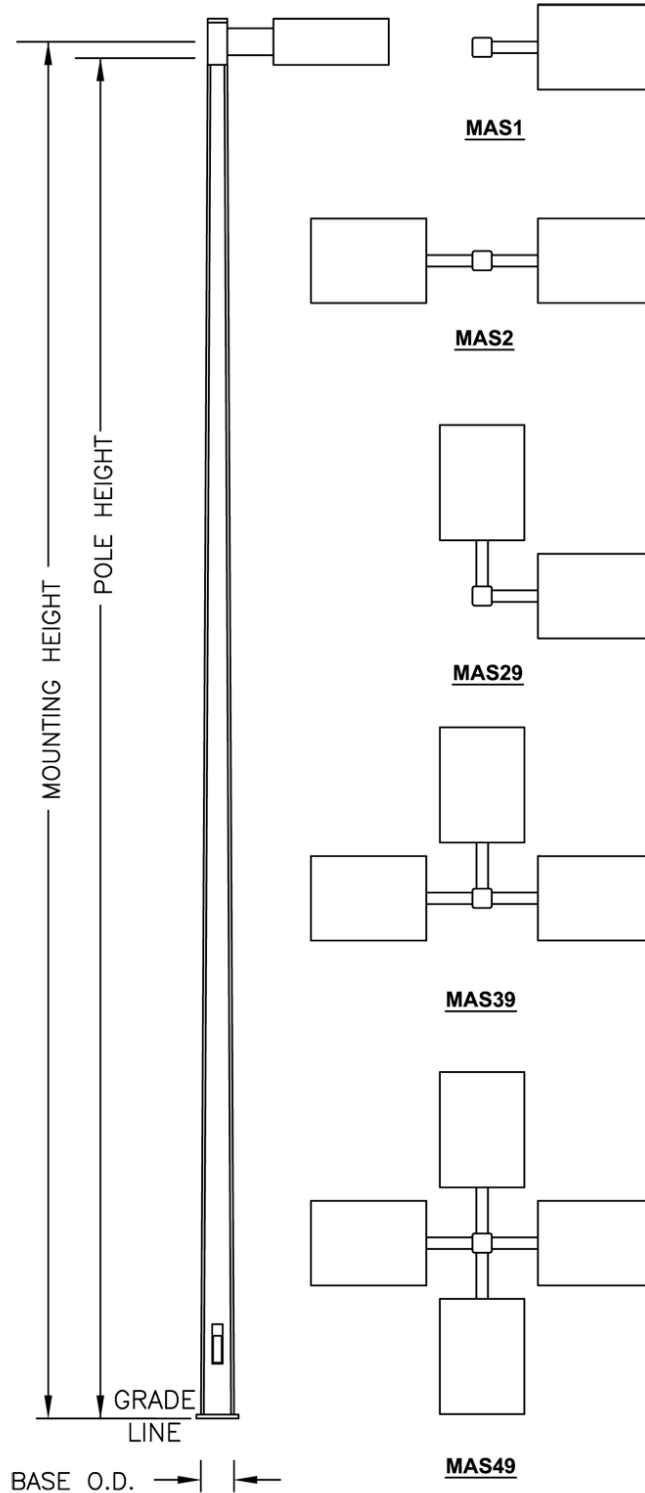 MAS1
MAS2
POLE HEIGHT
MOUNTING HEIGHT
MAS29
MAS39
GRADE
LINE
BASE O.D.
MAS49